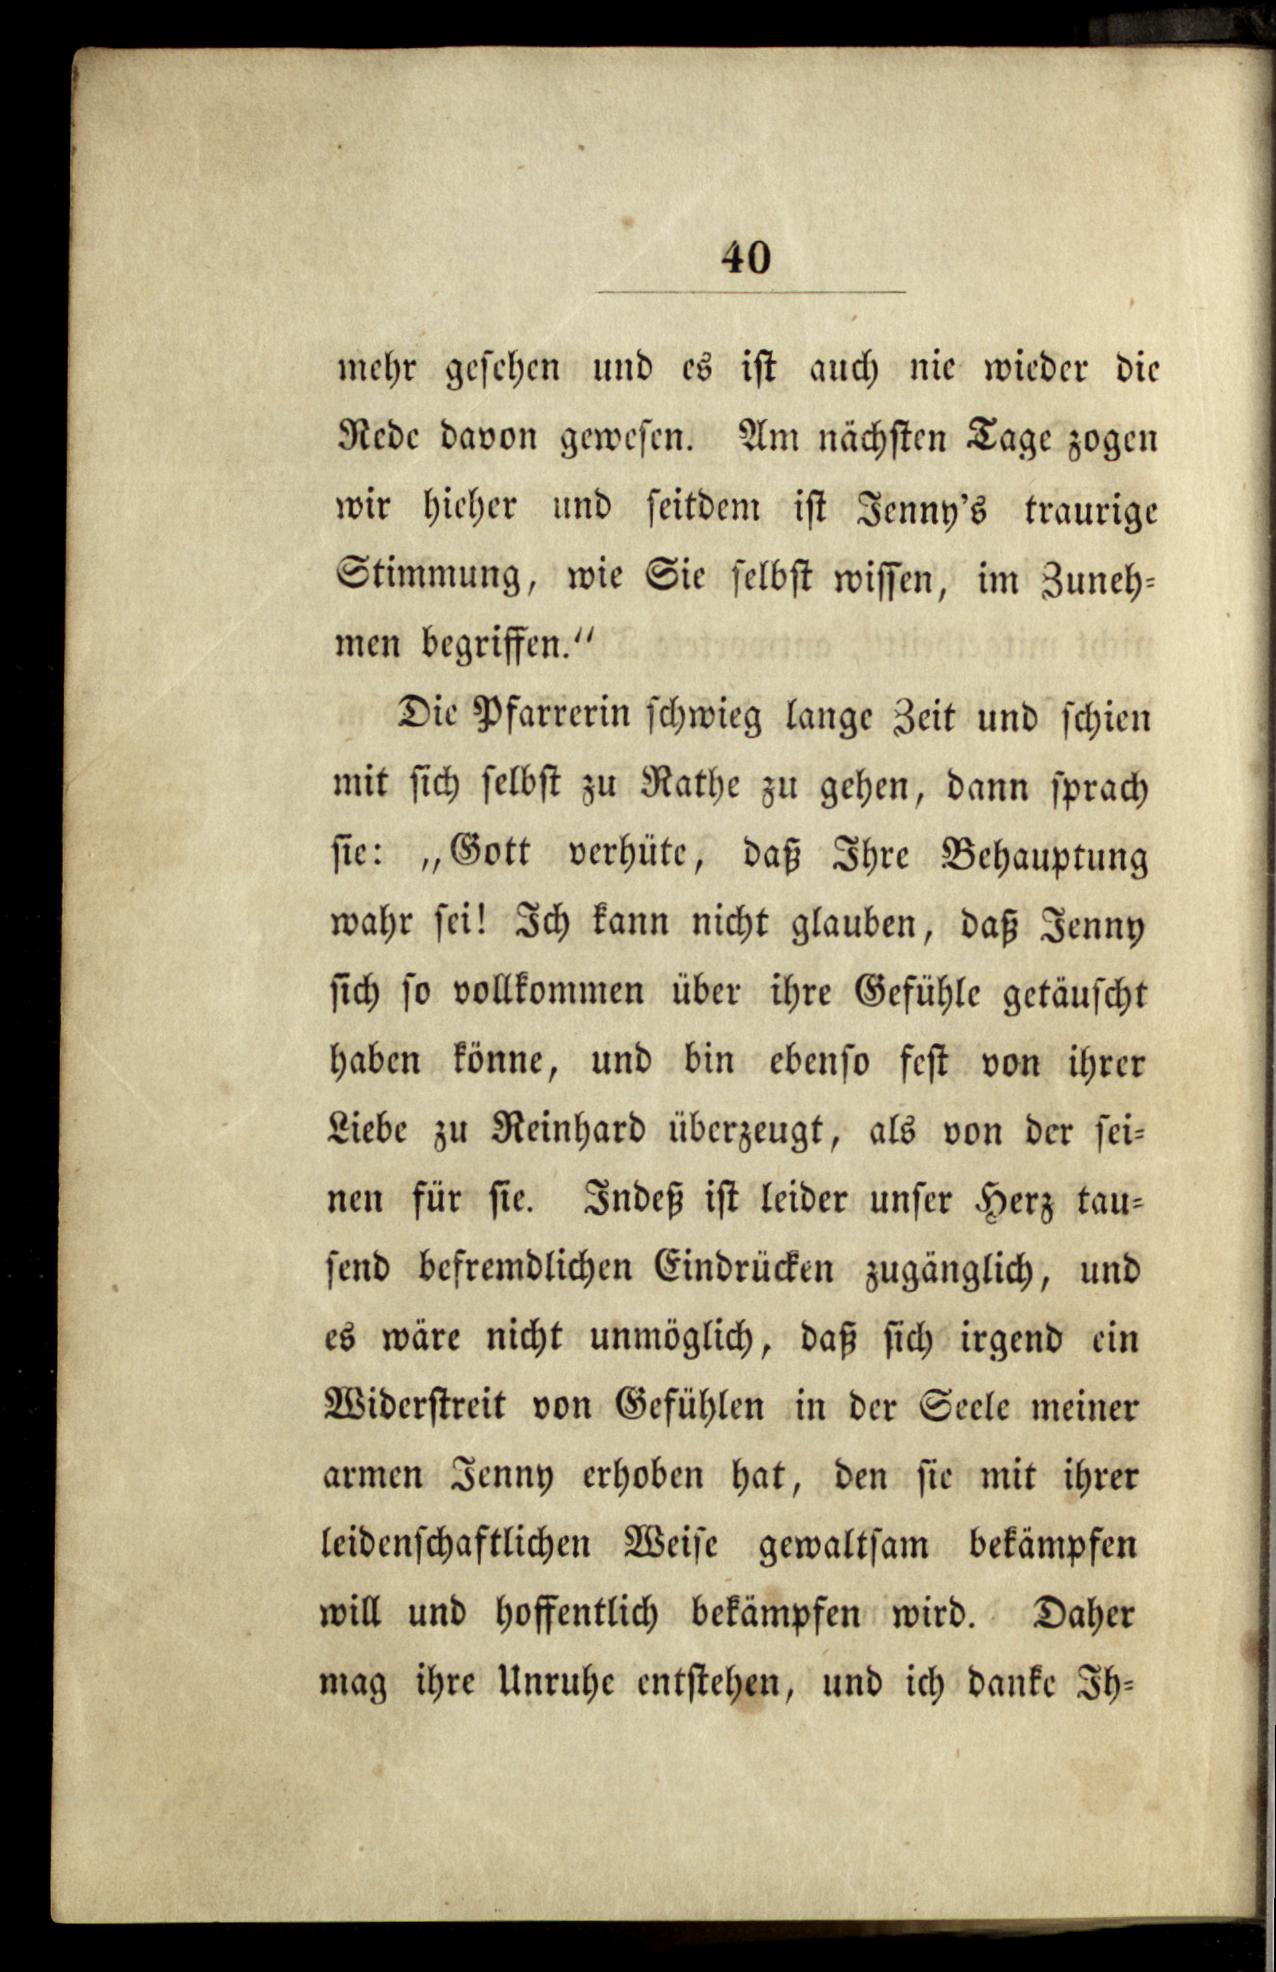 40
mehr gesehen und es ist auch nie wieder die
Rede davon gewesen. Am nächsten Tage zogen
wir hieher und seitdem ist Jenny's traurige
Stimmung, wie Sie selbst wissen, im Zuneh-
men begriffen."
Die Pfarrerin schwieg lange Zeit und schien
mit sich selbst zu Rathe zu gehen, dann sprach
sie: „Gott verhüte, daß Ihre Behauptung
wahr sei! Ich kann nicht glauben, daß Jenny
sich so vollkommen über ihre Gefühle getäuscht
haben könne, und bin ebenso fest von ihrer
Liebe zu Reinhard überzeugt, als von der sei-
nen für sie. Indeß ist leider unser Herz tau-
send befremdlichen Eindrücken zugänglich, und
es wäre nicht unmöglich, daß sich irgend ein
Widerstreit von Gefühlen in der Seele meiner
armen Jenny erhoben hat, den sie mit ihrer
leidenschaftlichen Weise gewaltsam bekämpfen
will und hoffentlich bekämpfen wird. Daher
mag ihre Unruhe entstehen, und ich danke Ih-